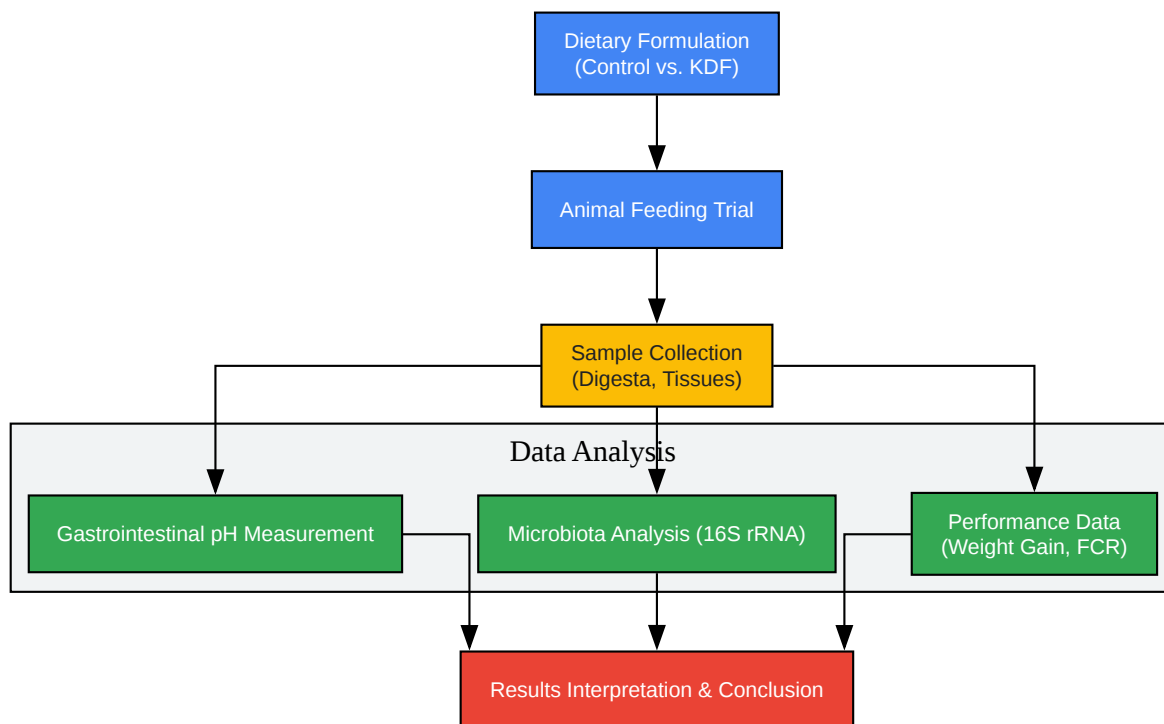 Dietary Formulation
(Control vs. KDF)
Animal Feeding Trial
Sample Collection
(Digesta, Tissues)
Data Analysis
Gastrointestinal pH Measurement
Microbiota Analysis (16S rRNA)
Performance Data
(Weight Gain, FCR)
Results Interpretation & Conclusion